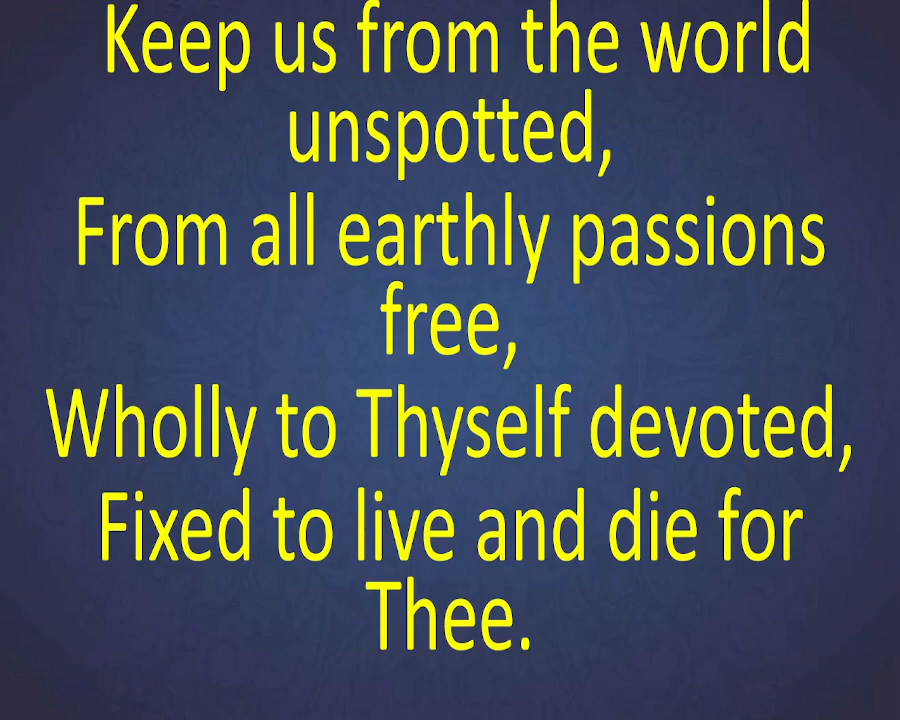 Keep us from the world
unspotted,
From all earthly passions
free,
Wholly to Thyself devoted,
Fixed to live and die for
Thee.